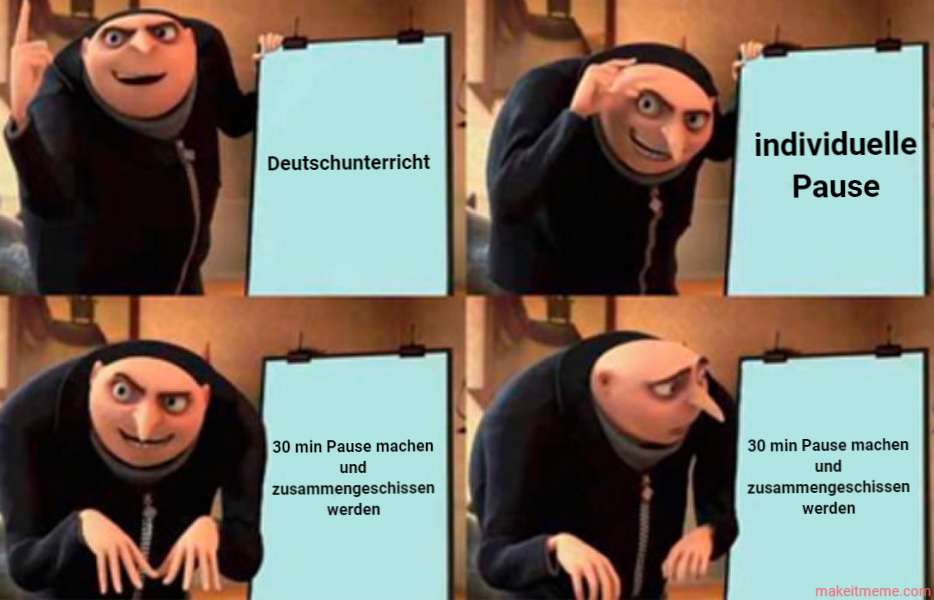 Deutschunterricht
individuelle
Pause
30 min Pause machen
und
zusammengeschissen
werden
30 min Pause machen
und
zusammengeschissen
werden
makeitmeme.com